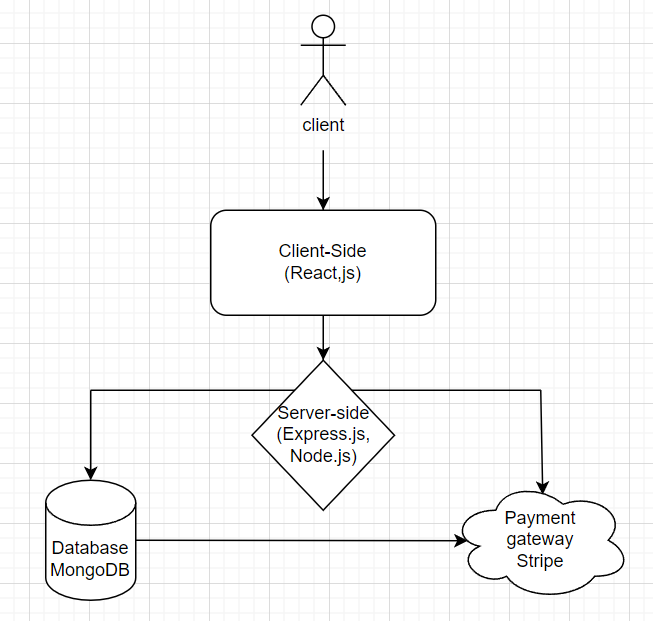 client
Client-Side
(React,js)
Server-side
(Express.js,
Node.js)
Database
MongoDB
Payment
gateway
Stripe